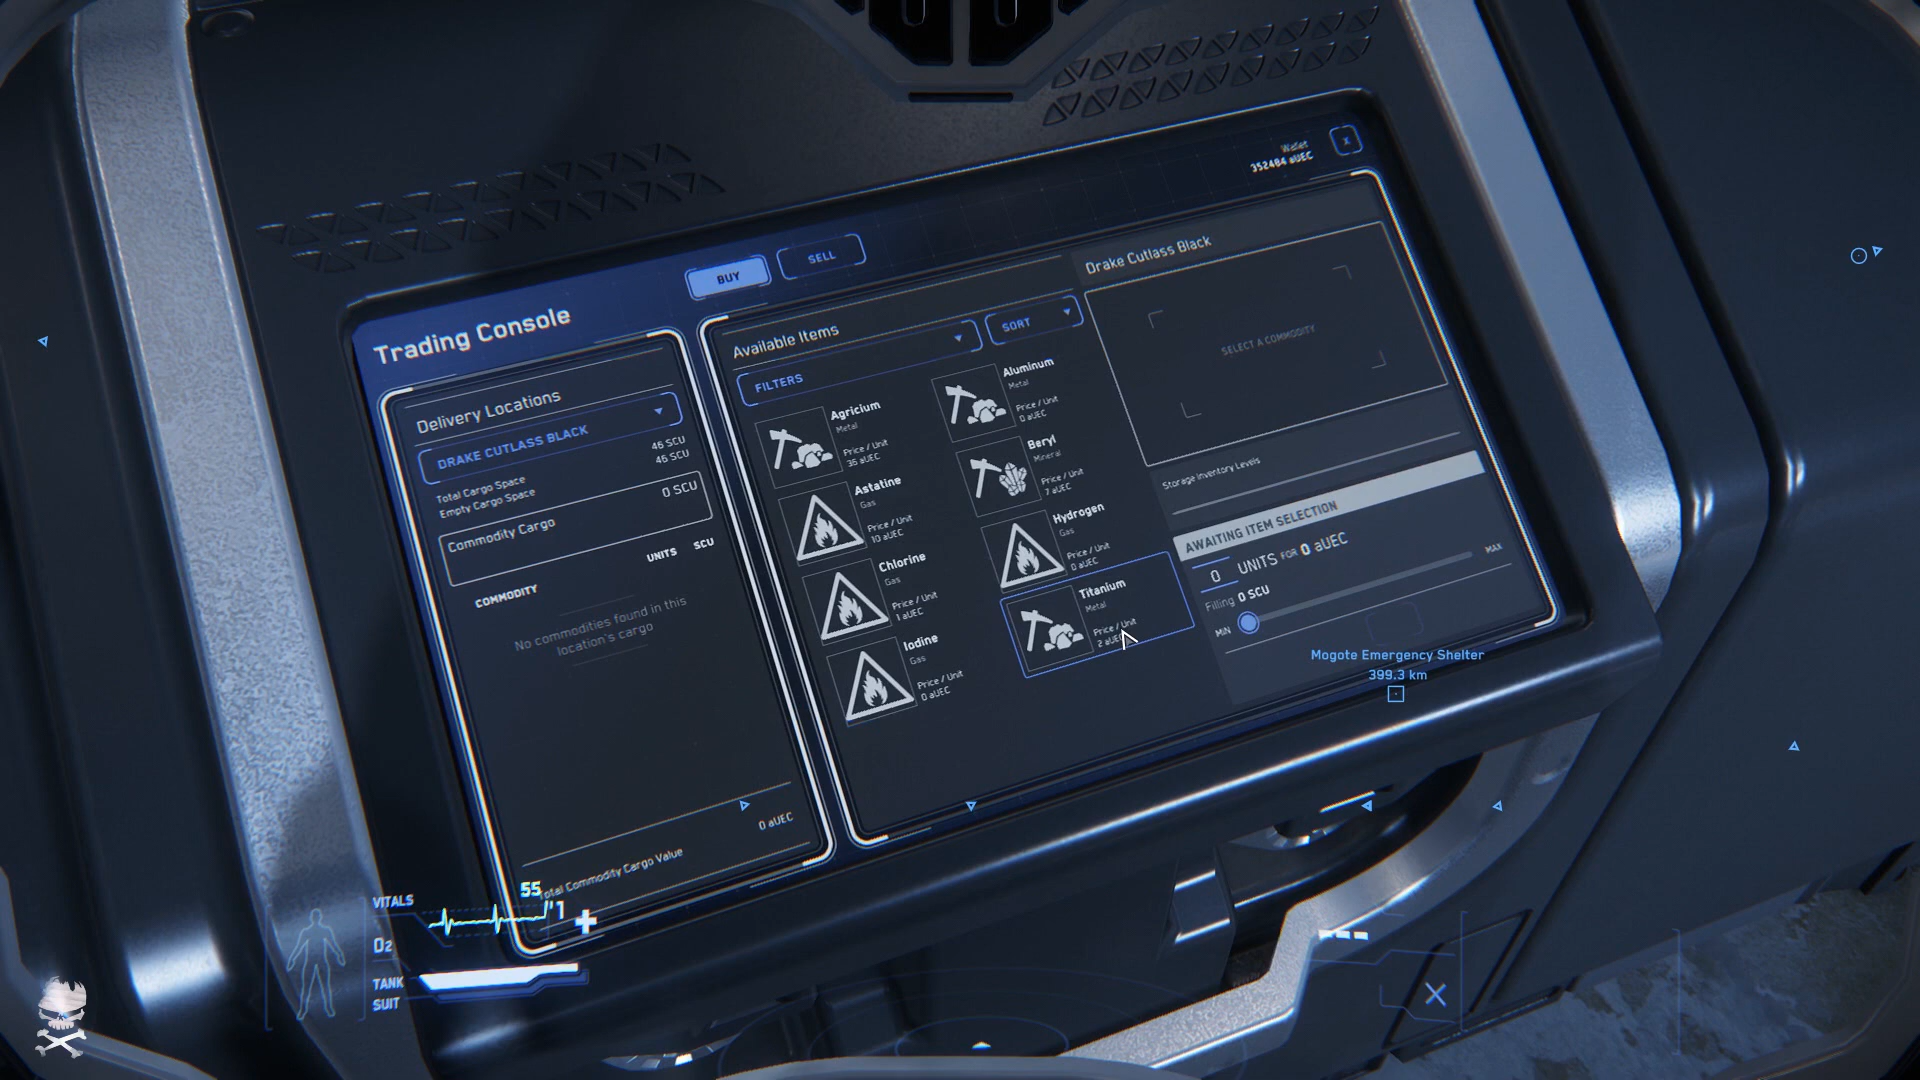 Wallet
352484 aUEC
X
BUY
SELL
Trading Console
Delivery Locations
DRAKE CUTLASS BLACK
Total Cargo Space 46 SCU
Empty Cargo Space 46 SCU
Commodity Cargo 0 SCU
COMMODITY UNITS SCU
No commodities found in this
location's cargo
Total Commodity Cargo Value 0 aUEC
Available Items
FILTERS
SORT
Agricium
Metal
Price / Unit
35 aUEC
Aluminum
Metal
Price / Unit
0 aUEC
Astatine
Gas
Price / Unit
10 aUEC
Beryl
Mineral
Price / Unit
7 aUEC
Chlorine
Gas
Price / Unit
1 aUEC
Hydrogen
Gas
Price / Unit
0 aUEC
Iodine
Gas
Price / Unit
0 aUEC
Titanium
Metal
Price / Unit
2 aUEC
Drake Cutlass Black
SELECT A COMMODITY
Storage Inventory Levels
AWAITING ITEM SELECTION
0 UNITS FOR 0 aUEC
Filling 0 SCU
MIN
MAX
Mogote Emergency Shelter
399.3 km
VITALS
55
O2
TANK
SUIT